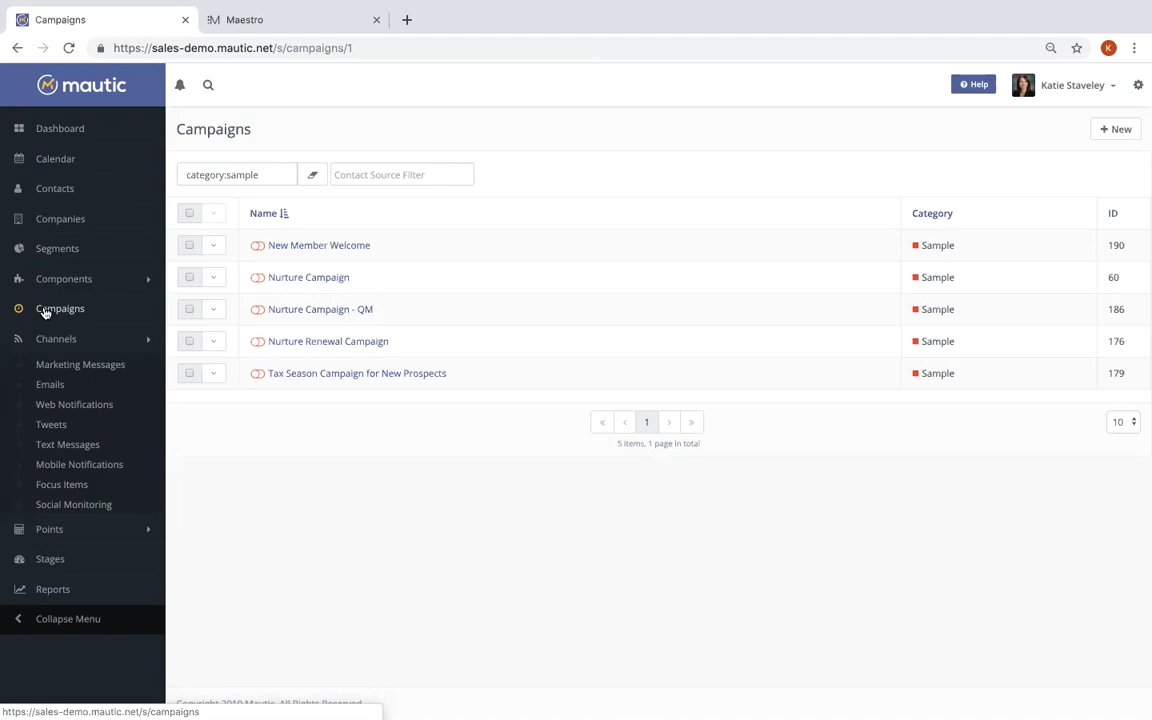 Campaigns
Maestro
https://sales-demo.mautic.net/s/campaigns/1
K
mautic
Help
Katie Staveley
Dashboard
Calendar
Contacts
Companies
Segments
Components
Campaigns
Channels
Marketing Messages
Emails
Web Notifications
Tweets
Text Messages
Mobile Notifications
Focus Items
Social Monitoring
Points
Stages
Reports
Collapse Menu
Campaigns
+ New
category:sample
Contact Source Filter
Name Category ID
New Member Welcome Sample 190
Nurture Campaign Sample 60
Nurture Campaign - QM Sample 186
Nurture Renewal Campaign Sample 176
Tax Season Campaign for New Prospects Sample 179
« ‹ 1 › »
10
5 items, 1 page in total
Copyright 2019 Mautic. All Rights Reserved.
https://sales-demo.mautic.net/s/campaigns